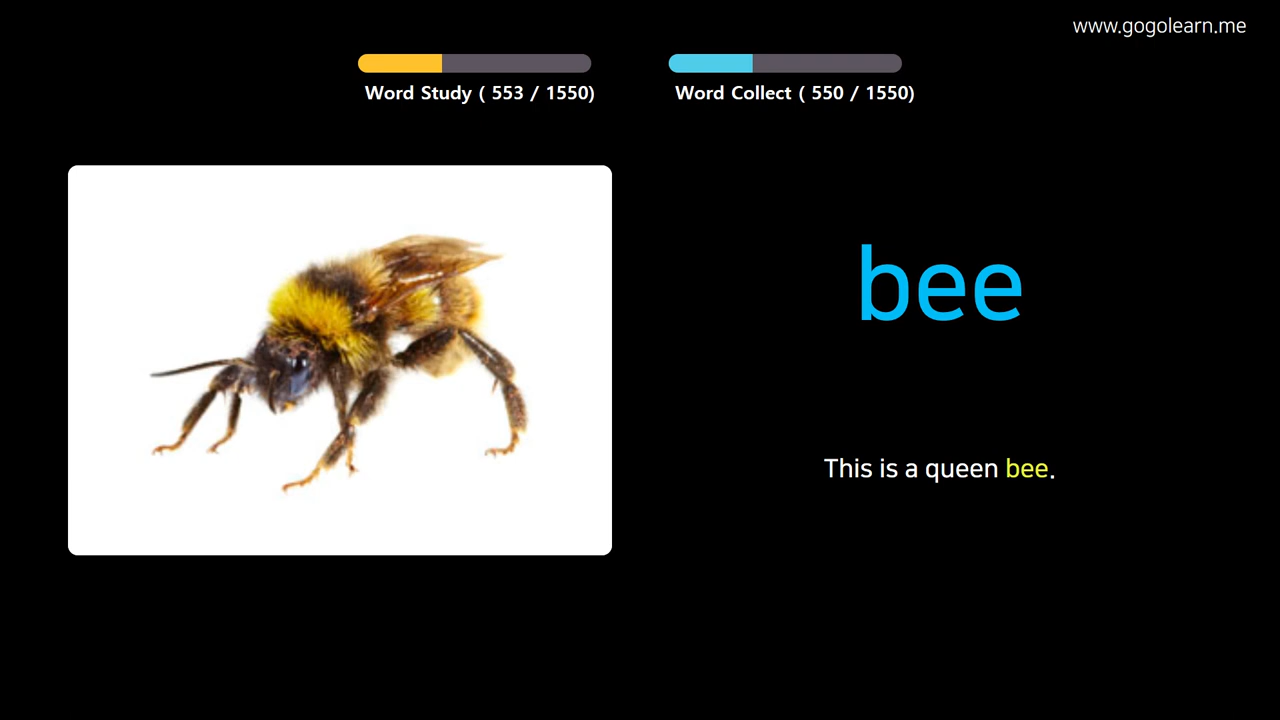 www.gogolearn.me
Word Study ( 553 / 1550)
Word Collect ( 550 / 1550)
bee
This is a queen bee.